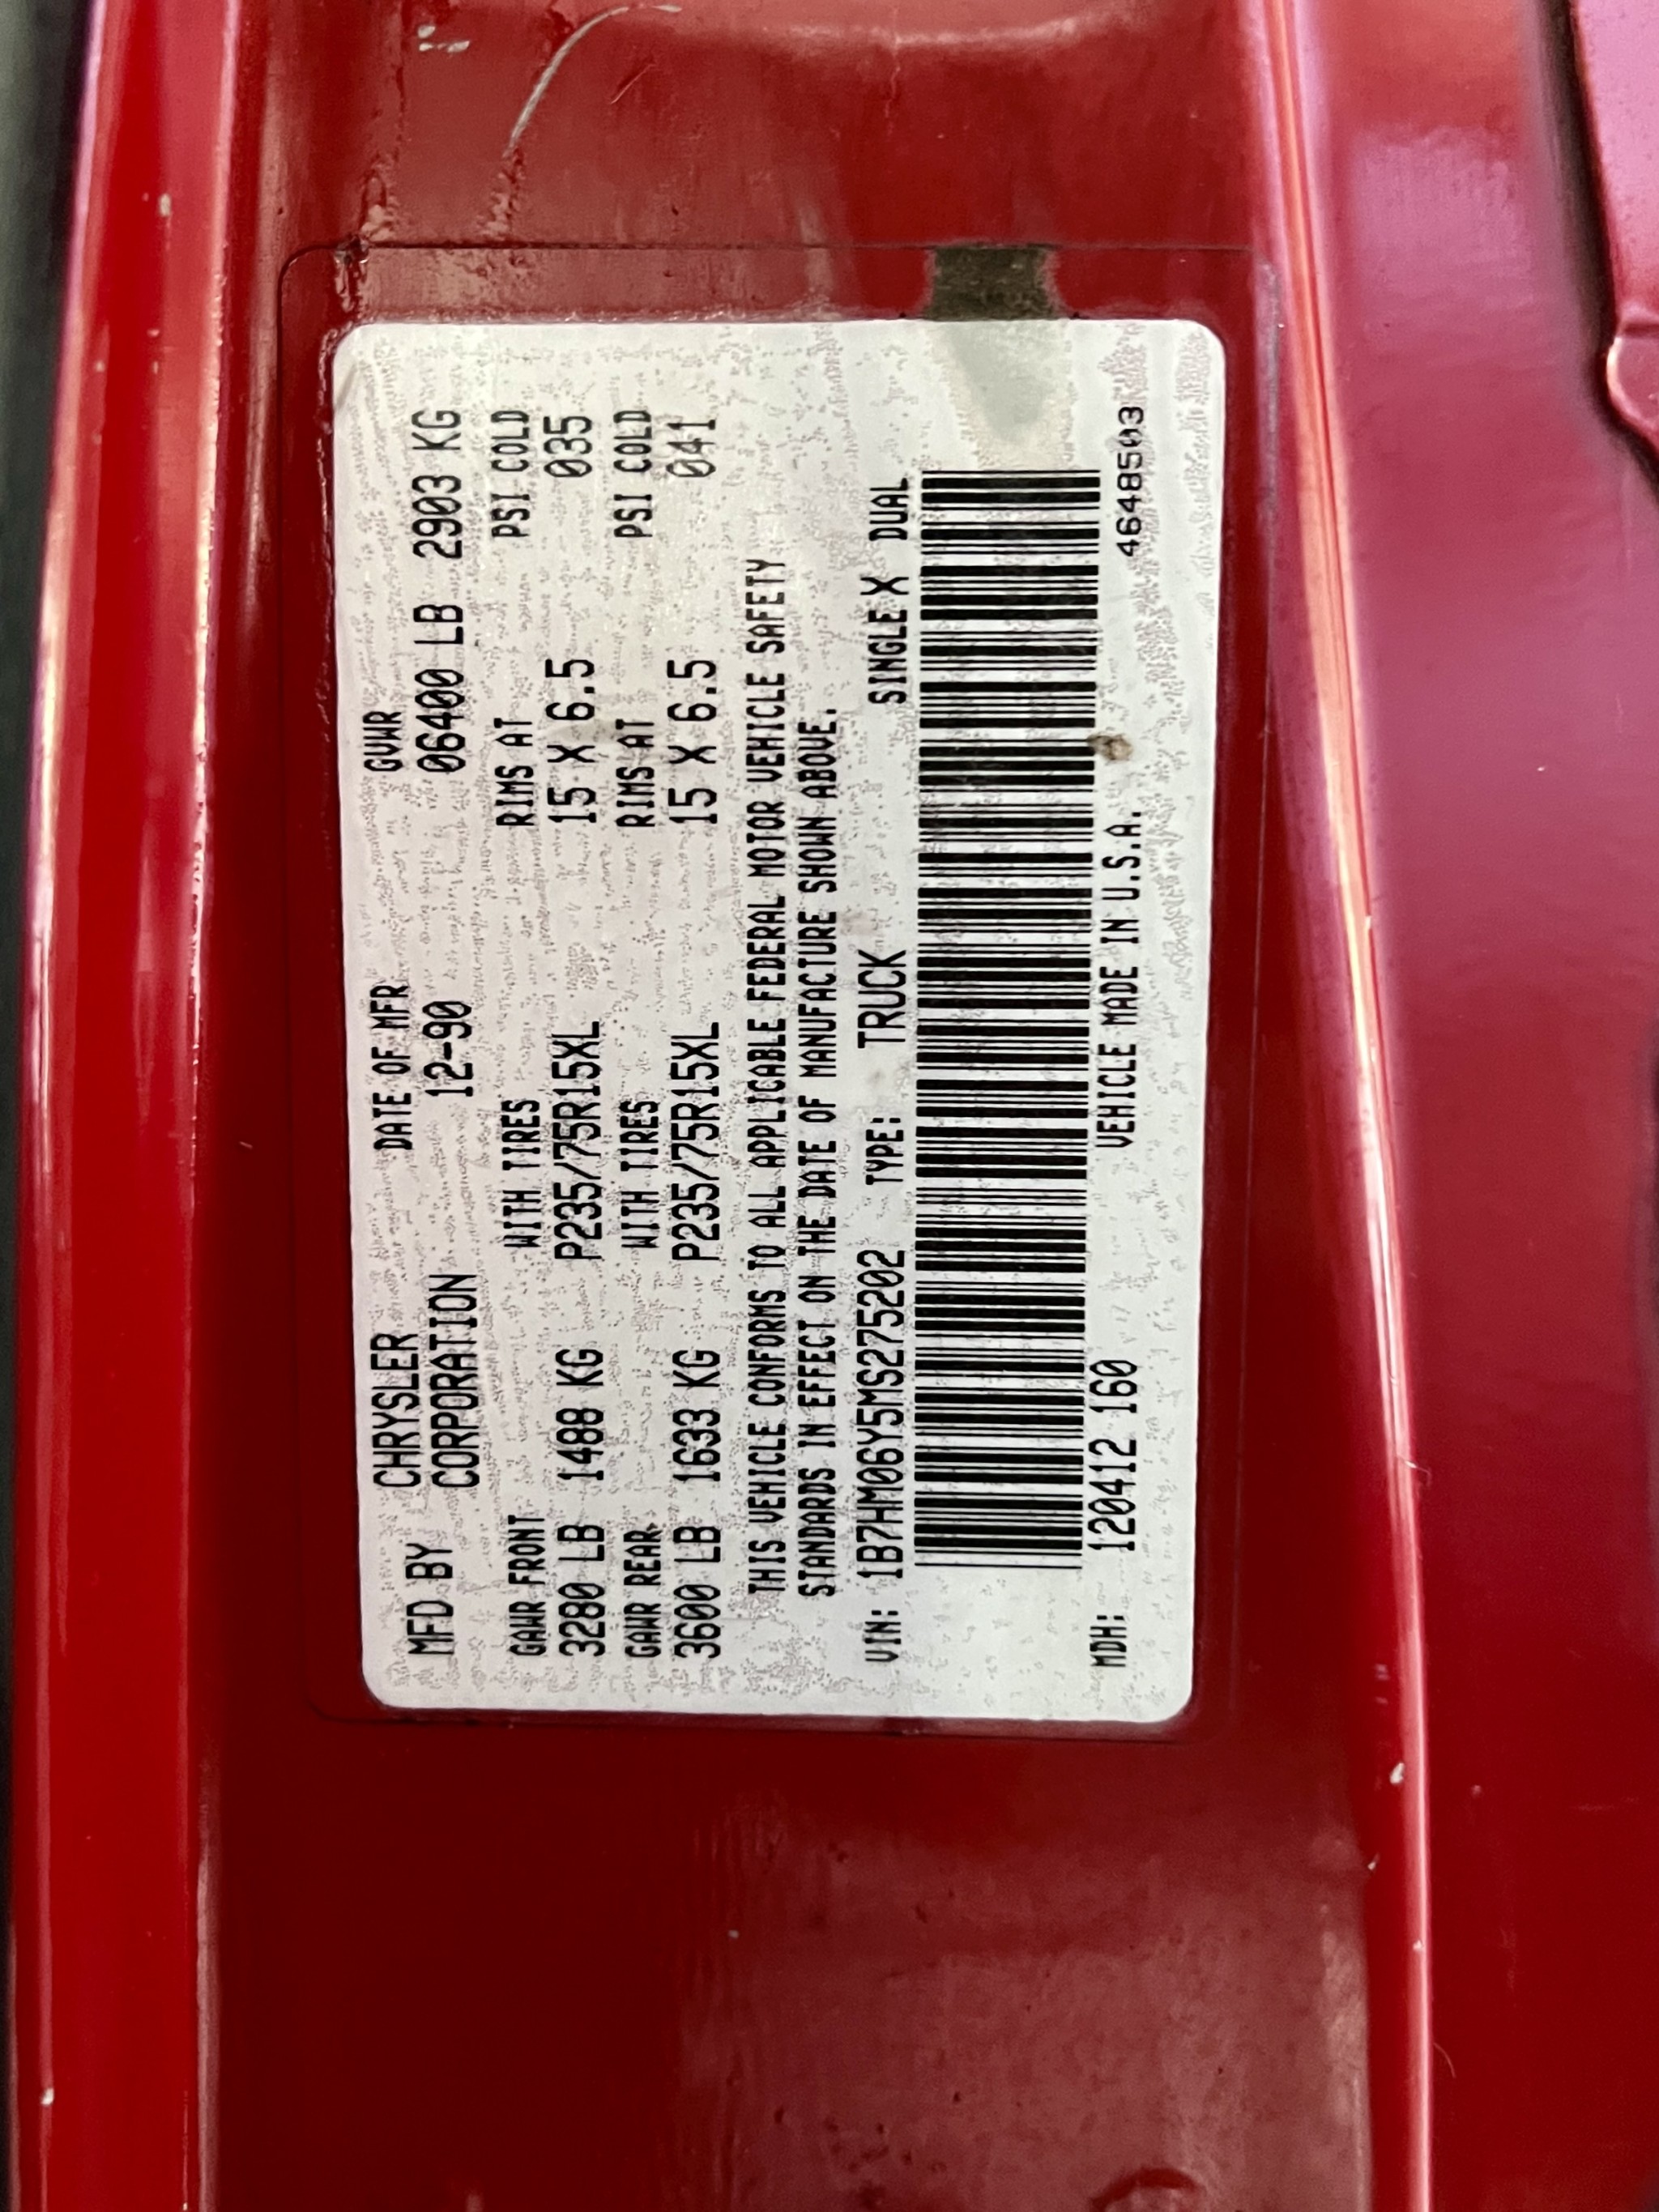 MFD BY CHRYSLER CORPORATION DATE OF MFR 12-90 GVWR 06400 LB 2903 KG
GAWR FRONT WITH TIRES RIMS AT PSI COLD
3280 LB 1488 KG P235/75R15XL 15 X 6.5 035
GAWR REAR WITH TIRES RIMS AT PSI COLD
3600 LB 1633 KG P235/75R15XL 15 X 6.5 041
THIS VEHICLE CONFORMS TO ALL APPLICABLE FEDERAL MOTOR VEHICLE SAFETY
STANDARDS IN EFFECT ON THE DATE OF MANUFACTURE SHOWN ABOVE.
VIN: 1B7HM06Y5MS275202 TYPE: TRUCK SINGLE X DUAL
MDH: 120412 160 VEHICLE MADE IN U.S.A. 4648503